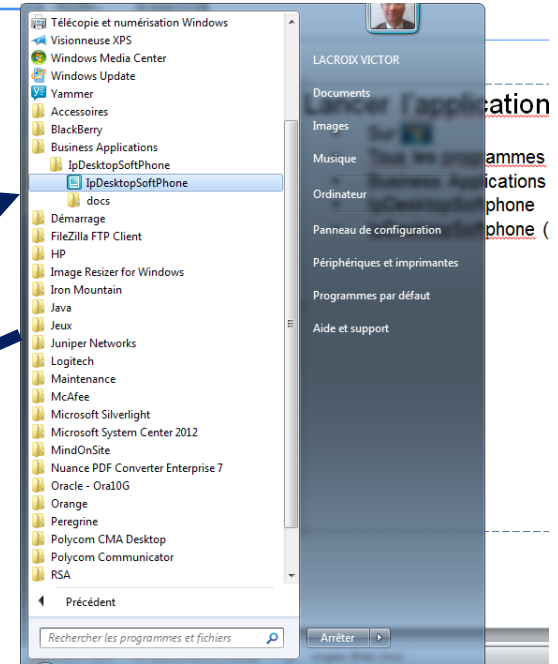 Télécopie et numérisation Windows
Visionneuse XPS
Windows Media Center
Windows Update
Yammer
Accessoires
BlackBerry
Business Applications
IpDesktopSoftPhone
IpDesktopSoftPhone
docs
Démarrage
FileZilla FTP Client
HP
Image Resizer for Windows
Iron Mountain
Java
Jeux
Juniper Networks
Logitech
Maintenance
McAfee
Microsoft Silverlight
Microsoft System Center 2012
MindOnSite
Nuance PDF Converter Enterprise 7
Oracle - Ora10G
Orange
Peregrine
Polycom CMA Desktop
Polycom Communicator
RSA
Précédent
Rechercher les programmes et fichiers
LACROIX VICTOR
Documents
Images
Musique
Ordinateur
Panneau de configuration
Périphériques et imprimantes
Programmes par défaut
Aide et support
Arrêter
Lancer l'application
Sur
Tous les programmes
Business Applications
IpDesktopSoftphone
IpDesktopSoftphone (